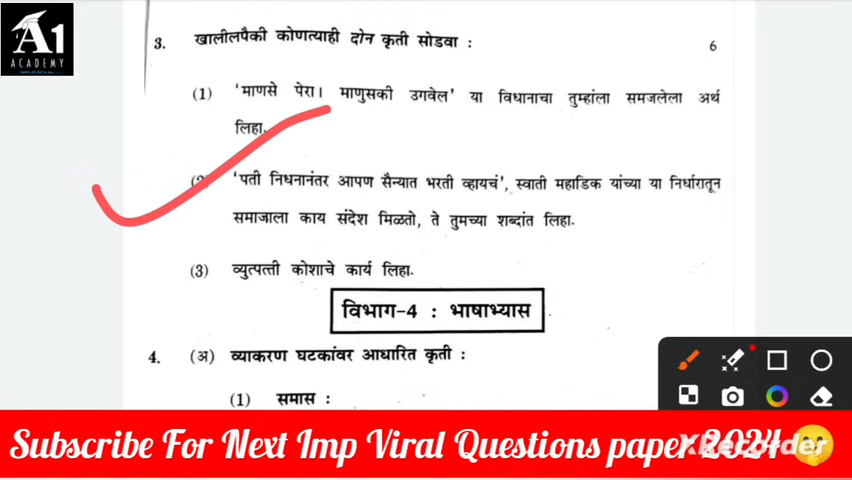 A1
ACADEMY
3. खालीलपैकी कोणत्याही दोन कृती सोडवा : 6
(1) 'माणसे पेरा। माणुसकी उगवेल' या विधानाचा तुम्हांला समजलेला अर्थ
लिहा.
(2) 'पती निधनानंतर आपण सैन्यात भरती व्हायचं', स्वाती महाडिक यांच्या या निर्धारातून
समाजाला काय संदेश मिळतो, ते तुमच्या शब्दांत लिहा.
(3) व्युत्पत्ती कोशाचे कार्य लिहा.
विभाग-4 : भाषाभ्यास
4. (अ) व्याकरण घटकांवर आधारित कृती :
(1) समास :
Subscribe For Next Imp Viral Questions paper 2024
XRecorder